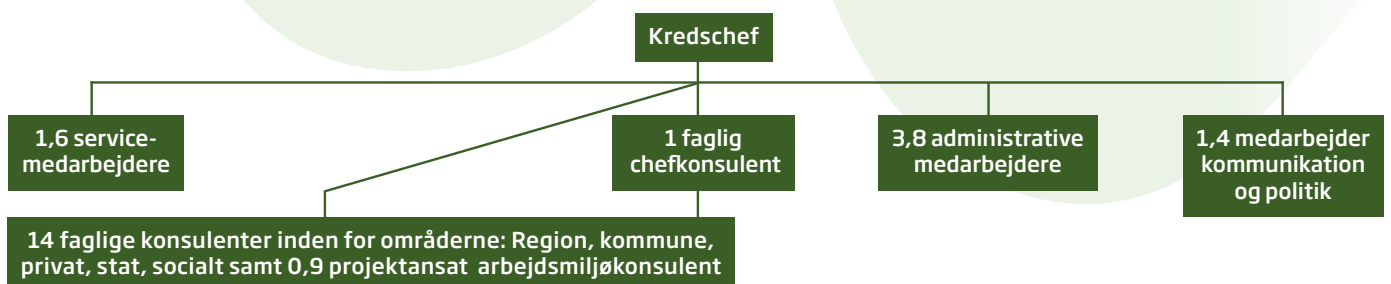 Kredschef
1,6 service-
medarbejdere
1 faglig
chefkonsulent
3,8 administrative
medarbejdere
1,4 medarbejder
kommunikation
og politik
14 faglige konsulenter inden for områderne: Region, kommune,
privat, stat, socialt samt 0,9 projektansat arbejdsmiljøkonsulent